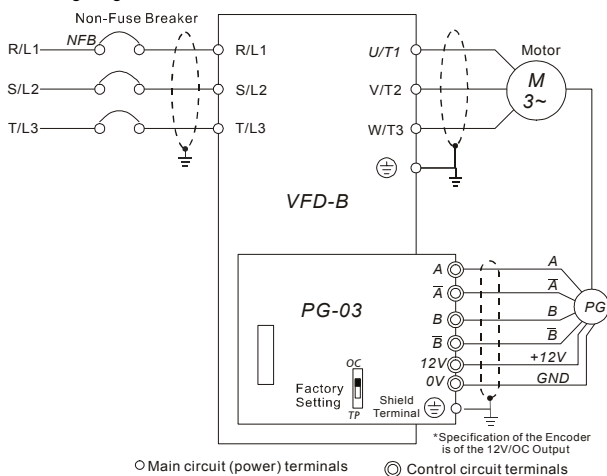 Non-Fuse Breaker
R/L1 NFB R/L1 U/T1 Motor
S/L2 S/L2 V/T2 M
3~
T/L3 T/L3 W/T3
VFD-B
A A
PG-03 A̅ A̅
B B PG
B̅ B̅
OC 12V +12V
Factory 0V GND
Setting TP Shield
Terminal
*Specification of the Encoder
is of the 12V/OC Output
Main circuit (power) terminals Control circuit terminals